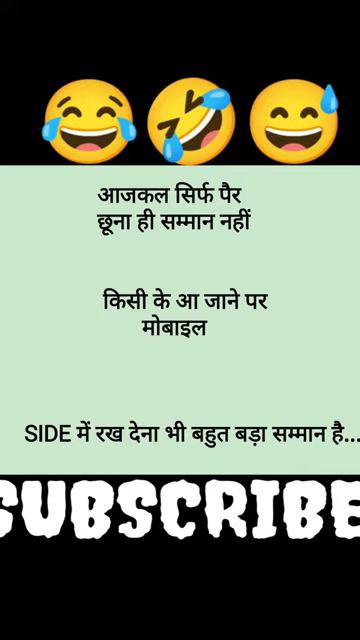 आजकल सिर्फ पैर
छूना ही सम्मान नहीं
किसी के आ जाने पर
मोबाइल
SIDE में रख देना भी बहुत बड़ा सम्मान है...
SUBSCRIBE